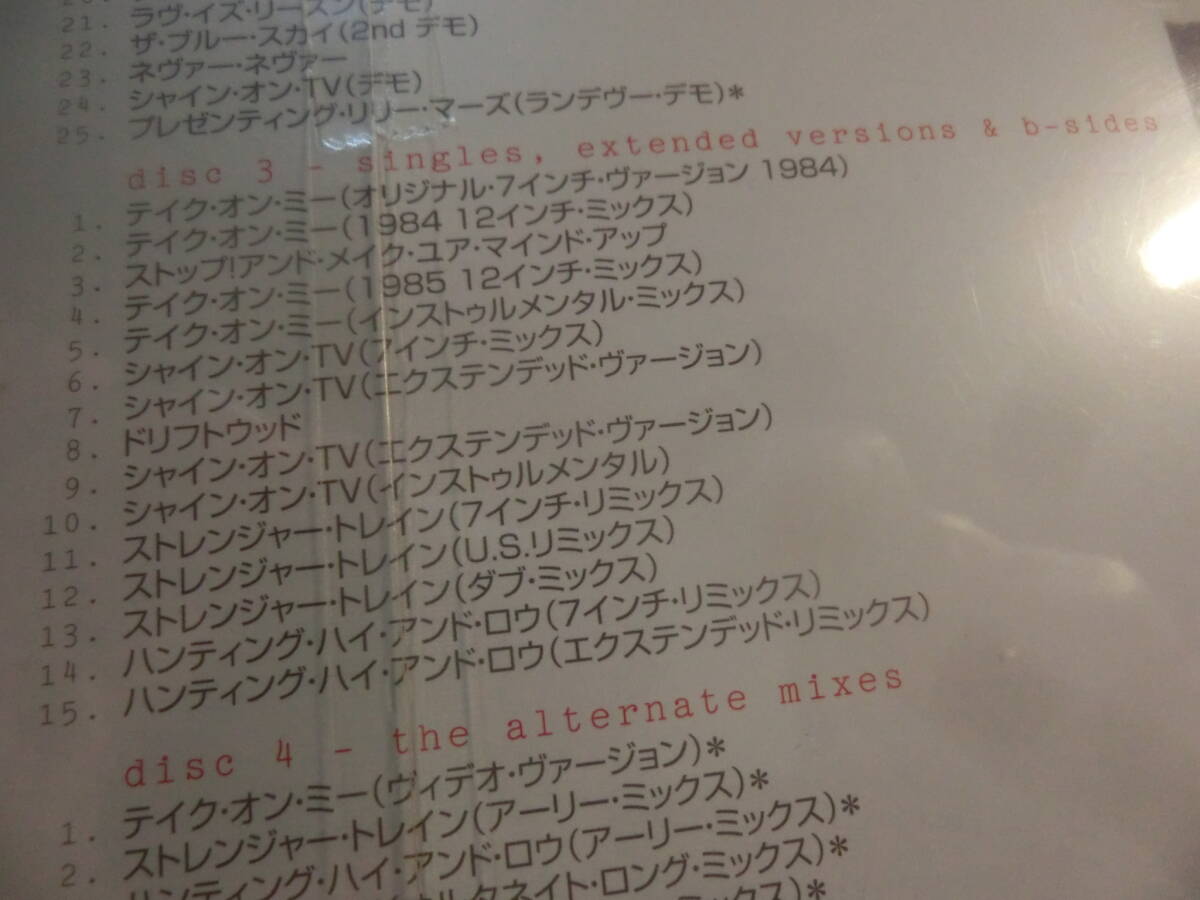 21. ラヴ・イズ・リーズン(デモ)
22. ザ・ブルー・スカイ(2nd デモ)
23. ネヴァー・ネヴァー
24. シャイン・オン・TV(デモ)
25. プレゼンティング・リリー・マーズ(ランデヴー・デモ)*
disc 3 - singles, extended versions & b-sides
1. テイク・オン・ミー(オリジナル・7インチ・ヴァージョン 1984)
2. テイク・オン・ミー(1984 12インチ・ミックス)
3. ストップ!アンド・メイク・ユア・マインド・アップ
4. テイク・オン・ミー(1985 12インチ・ミックス)
5. テイク・オン・ミー(インストゥルメンタル・ミックス)
6. シャイン・オン・TV(7インチ・ミックス)
7. シャイン・オン・TV(エクステンデッド・ヴァージョン)
8. ドリフトウッド
9. シャイン・オン・TV(エクステンデッド・ヴァージョン)
10. シャイン・オン・TV(インストゥルメンタル)
11. ストレンジャー・トレイン(7インチ・リミックス)
12. ストレンジャー・トレイン(U.S.リミックス)
13. ストレンジャー・トレイン(ダブ・ミックス)
14. ハンティング・ハイ・アンド・ロウ(7インチ・リミックス)
15. ハンティング・ハイ・アンド・ロウ(エクステンデッド・リミックス)
disc 4 - the alternate mixes
1. テイク・オン・ミー(ヴィデオ・ヴァージョン)*
2. ストレンジャー・トレイン(アーリー・ミックス)*
ハンティング・ハイ・アンド・ロウ(アーリー・ミックス)*
ロング・ミックス)*